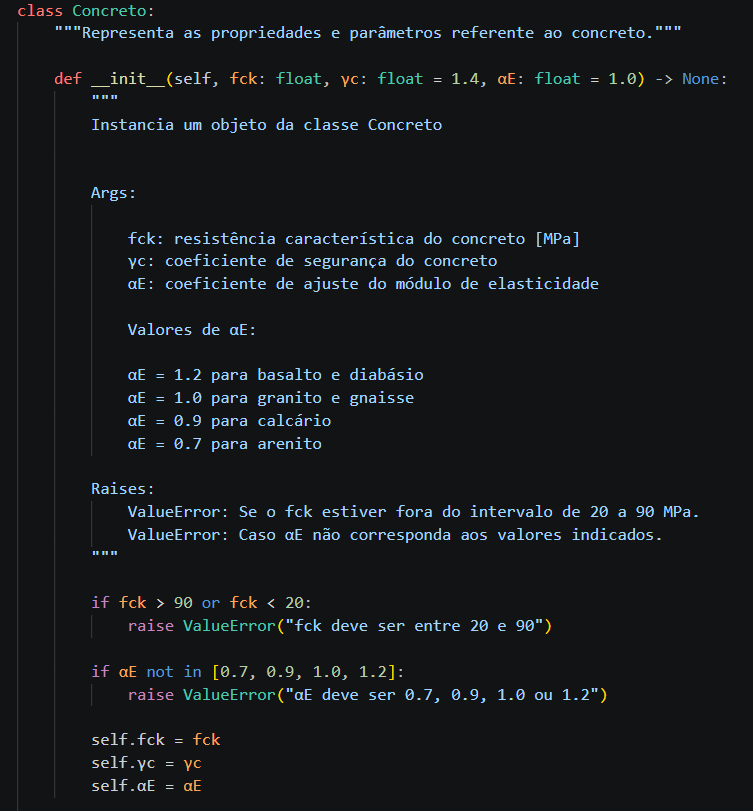 class Concreto:
"""Representa as propriedades e parâmetros referente ao concreto."""
def __init__(self, fck: float, γc: float = 1.4, αE: float = 1.0) -> None:
"""
Instancia um objeto da classe Concreto
Args:
fck: resistência característica do concreto [MPa]
γc: coeficiente de segurança do concreto
αE: coeficiente de ajuste do módulo de elasticidade
Valores de αE:
αE = 1.2 para basalto e diabásio
αE = 1.0 para granito e gnaisse
αE = 0.9 para calcário
αE = 0.7 para arenito
Raises:
ValueError: Se o fck estiver fora do intervalo de 20 a 90 MPa.
ValueError: Caso αE não corresponda aos valores indicados.
"""
if fck > 90 or fck < 20:
raise ValueError("fck deve ser entre 20 e 90")
if αE not in [0.7, 0.9, 1.0, 1.2]:
raise ValueError("αE deve ser 0.7, 0.9, 1.0 ou 1.2")
self.fck = fck
self.γc = γc
self.αE = αE